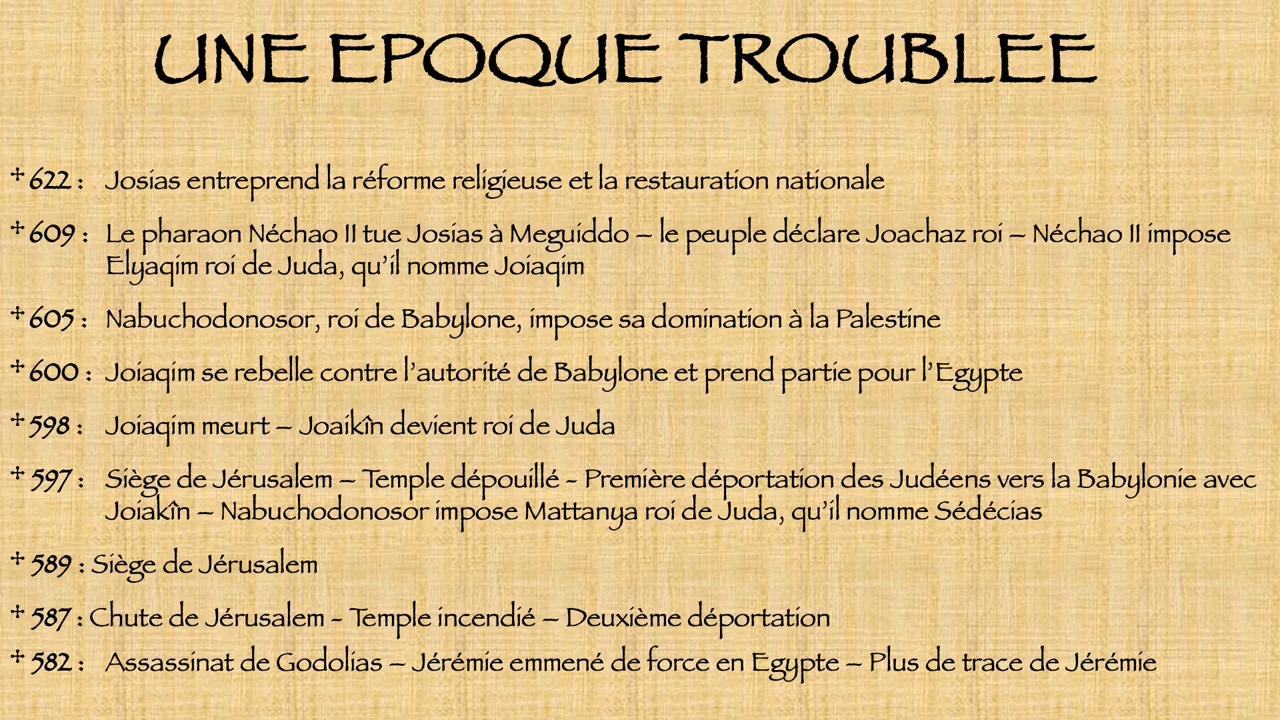 UNE EPOQUE TROUBLEE
✢ 622 : Josias entreprend la réforme religieuse et la restauration nationale
✢ 609 : Le pharaon Néchao II tue Josias à Meguiddo – le peuple déclare Joachaz roi – Néchao II impose
Elyaqim roi de Juda, qu’il nomme Joiaqim
✢ 605 : Nabuchodonosor, roi de Babylone, impose sa domination à la Palestine
✢ 600 : Joiaqim se rebelle contre l’autorité de Babylone et prend partie pour l’Egypte
✢ 598 : Joiaqim meurt – Joaikîn devient roi de Juda
✢ 597 : Siège de Jérusalem – Temple dépouillé - Première déportation des Judéens vers la Babylonie avec
Joiakîn – Nabuchodonosor impose Mattanya roi de Juda, qu’il nomme Sédécias
✢ 589 : Siège de Jérusalem
✢ 587 : Chute de Jérusalem - Temple incendié – Deuxième déportation
✢ 582 : Assassinat de Godolias – Jérémie emmené de force en Egypte – Plus de trace de Jérémie